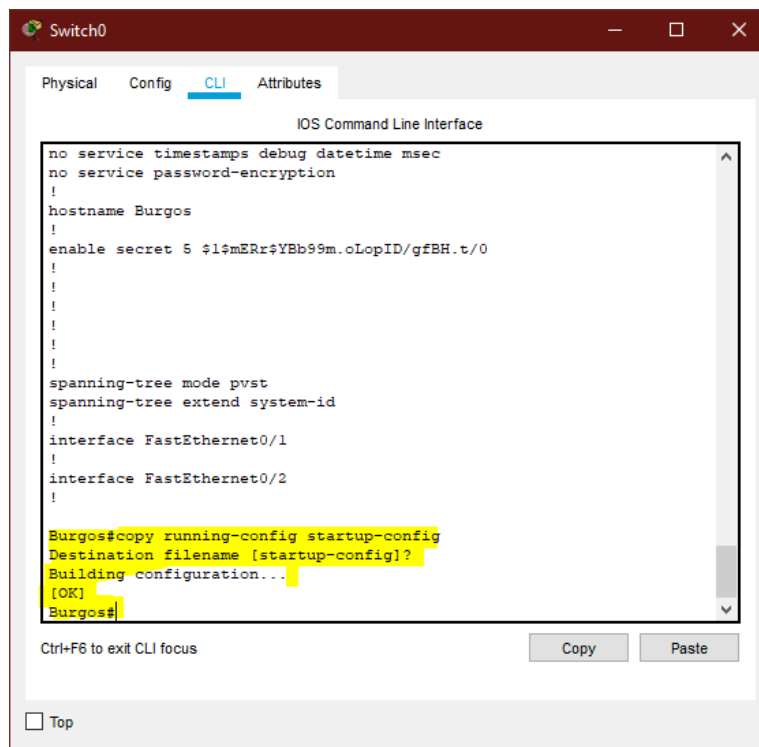 Switch0
Physical Config CLI Attributes
IOS Command Line Interface
no service timestamps debug datetime msec
no service password-encryption
!
hostname Burgos
!
enable secret 5 $1$mERr$YBb99m.oLopID/gfBH.t/0
!
!
!
!
!
!
spanning-tree mode pvst
spanning-tree extend system-id
!
interface FastEthernet0/1
!
interface FastEthernet0/2
!
Burgos#copy running-config startup-config
Destination filename [startup-config]?
Building configuration...
[OK]
Burgos#
Ctrl+F6 to exit CLI focus
Copy Paste
Top